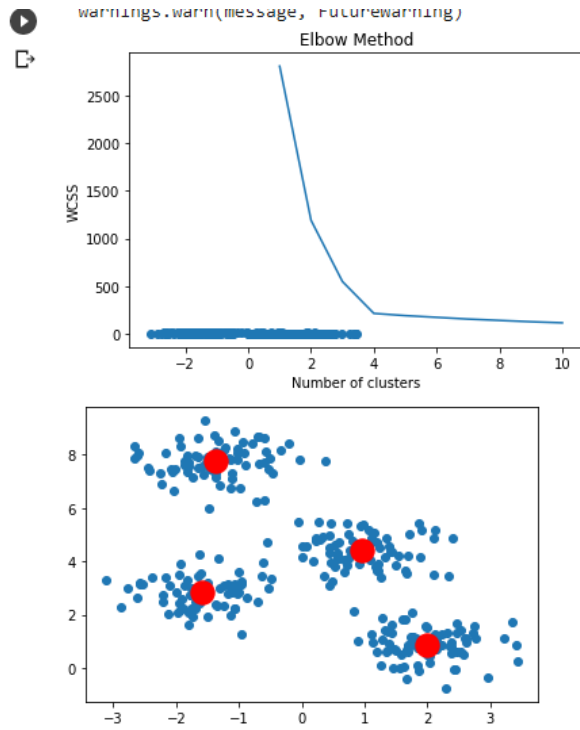 warnings.warn(message, FutureWarning)
Elbow Method
2500
2000
1500
1000
500
0
WCSS
−2 0 2 4 6 8 10
Number of clusters
8
6
4
2
0
−3 −2 −1 0 1 2 3